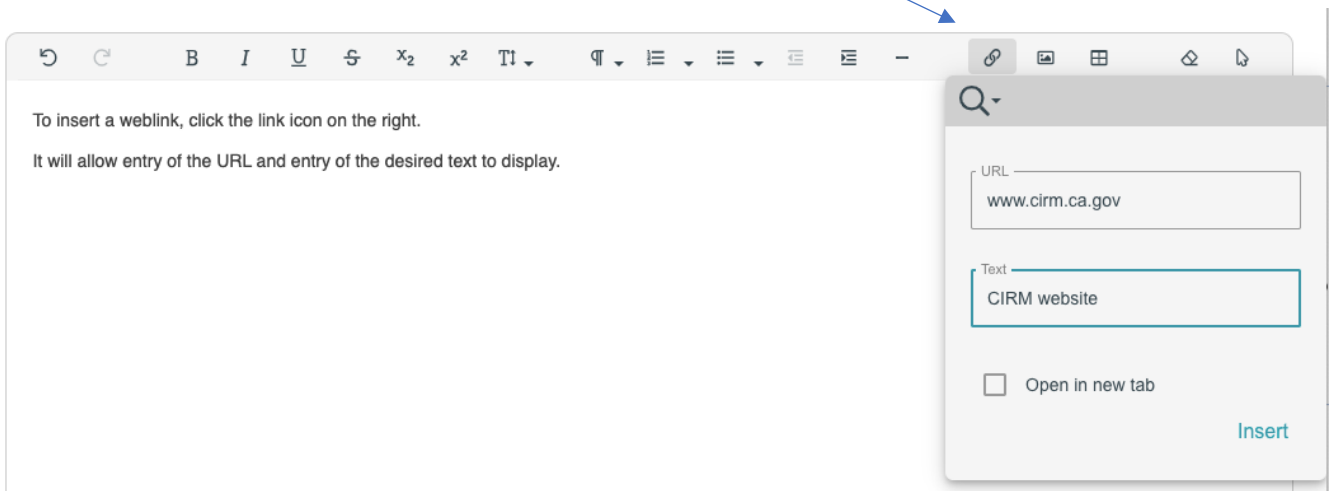 To insert a weblink, click the link icon on the right.
It will allow entry of the URL and entry of the desired text to display.
URL
www.cirm.ca.gov
Text
CIRM website
Open in new tab
Insert